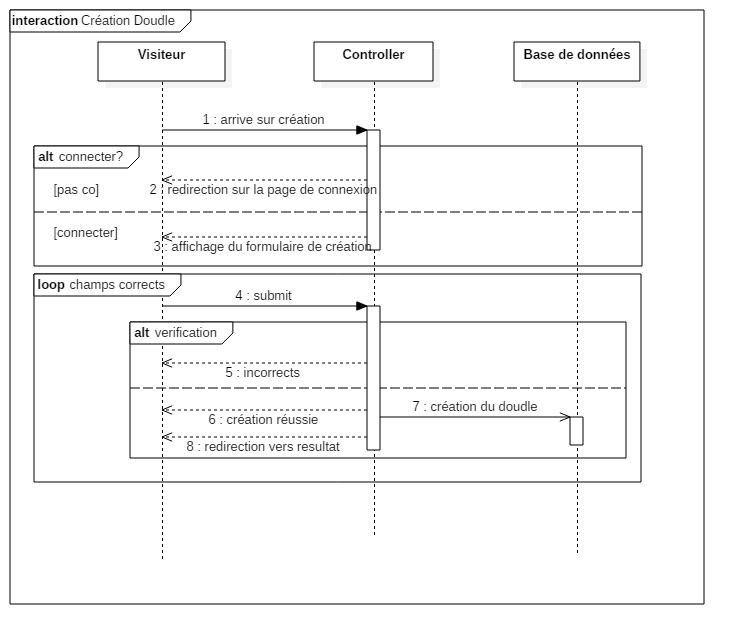 interaction Création Doudle
Visiteur
Controller
Base de données
1 : arrive sur création
alt connecter?
[pas co]
2 : redirection sur la page de connexion
[connecter]
3 : affichage du formulaire de création
loop champs corrects
4 : submit
alt verification
5 : incorrects
7 : création du doudle
6 : création réussie
8 : redirection vers resultat